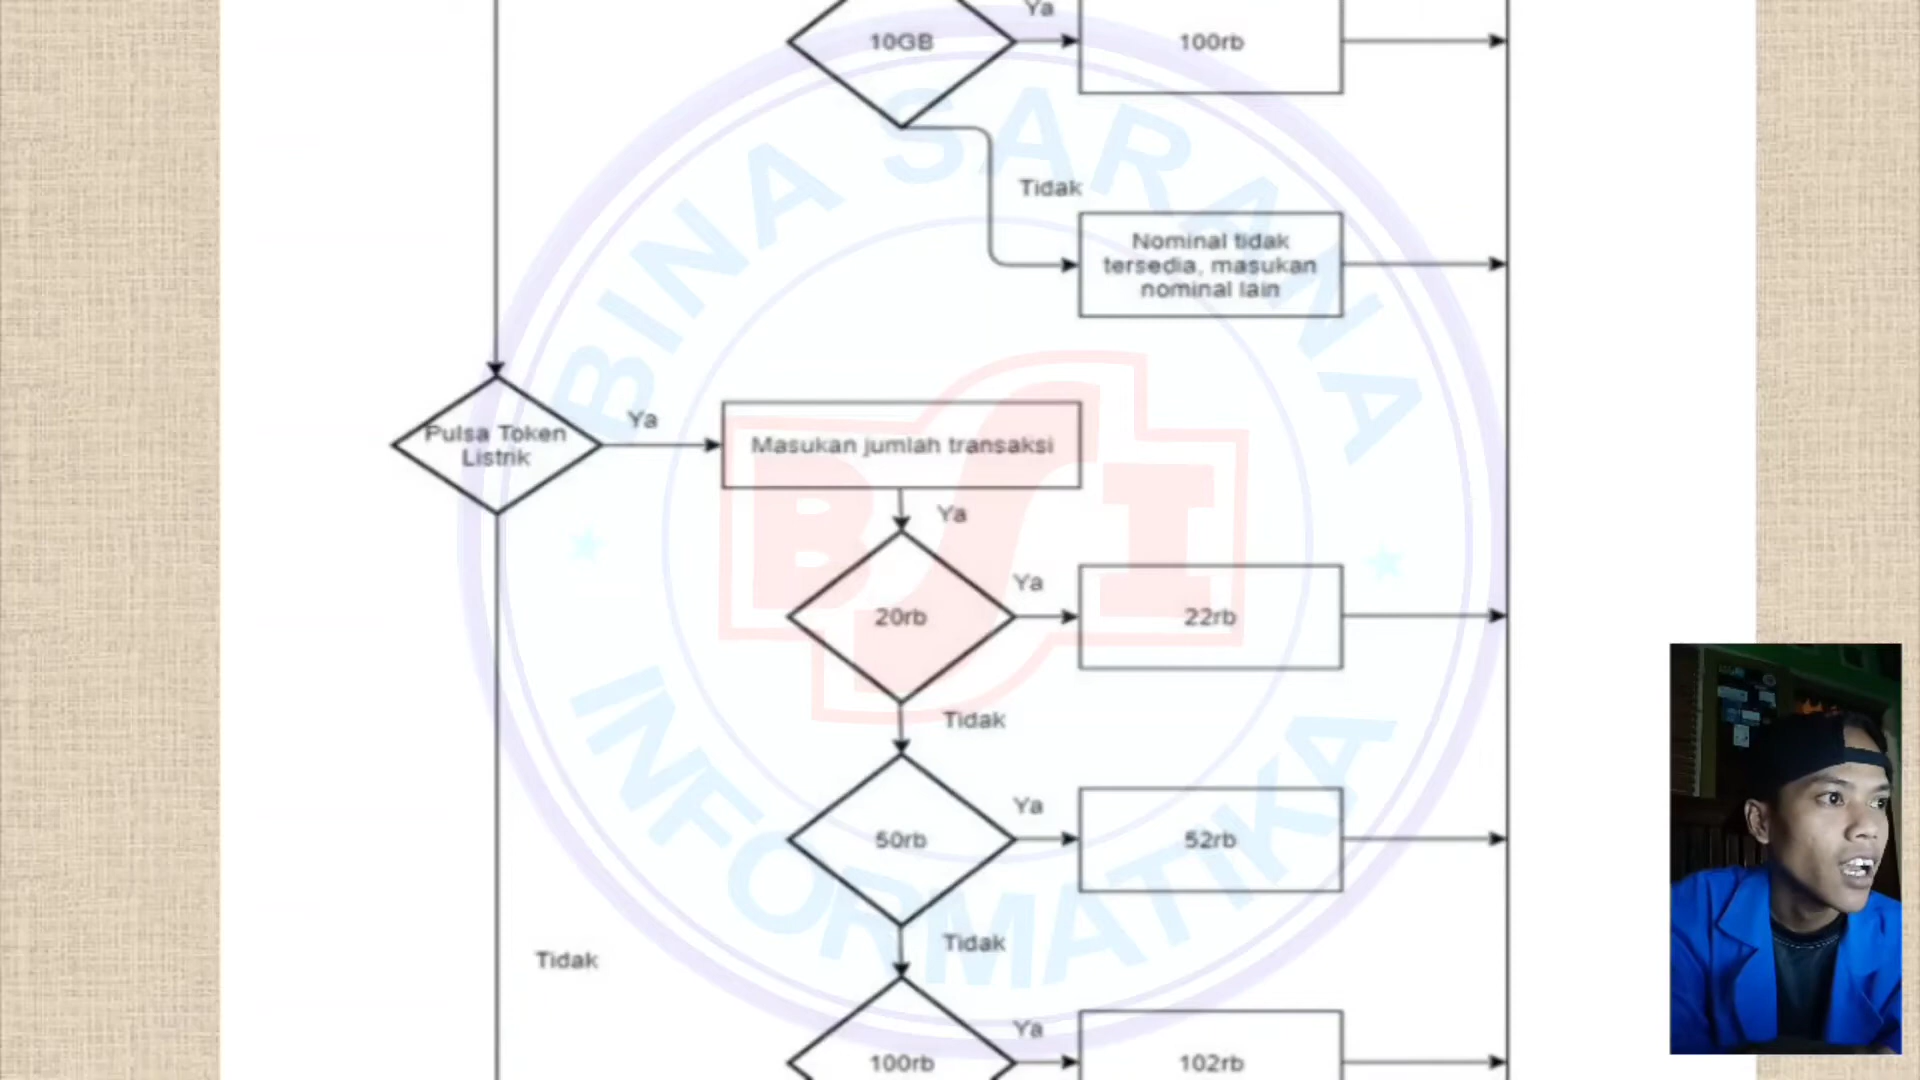 Ya
10GB
100rb
Tidak
Nominal tidak
tersedia, masukan
nominal lain
Pulsa Token
Listrik
Ya
Masukan jumlah transaksi
Ya
20rb
Ya
22rb
Tidak
50rb
Ya
52rb
Tidak
Tidak
100rb
Ya
102rb
BINA SARANA
INFORMATIKA
BSI